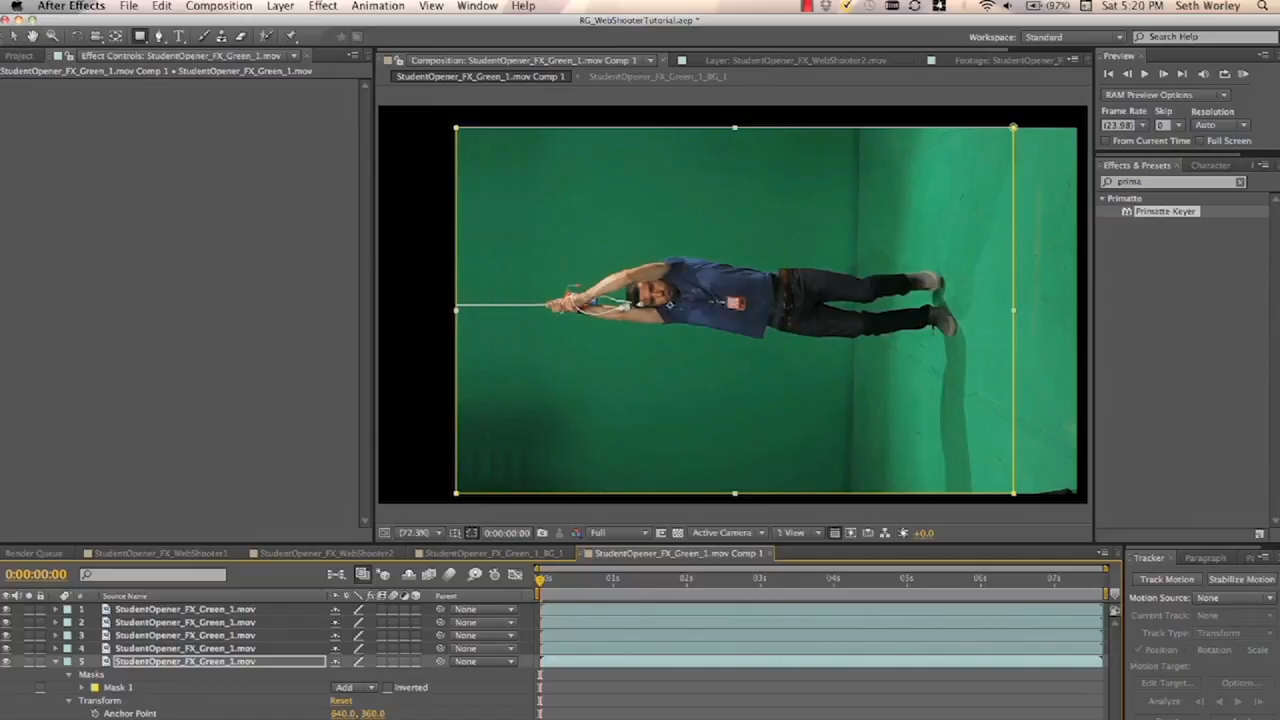 After Effects File Edit Composition Layer Effect Animation View Window Help (97%) Sat 5:20 PM Seth Worley
RG_WebShooterTutorial.aep *
Workspace: Standard Search Help
Project Effect Controls: StudentOpener_FX_Green_1.mov
Composition: StudentOpener_FX_Green_1.mov Comp 1 Layer: StudentOpener_FX_WebShooter2.mov Footage: StudentOpener_F
Preview
StudentOpener_FX_Green_1.mov Comp 1 • StudentOpener_FX_Green_1.mov
StudentOpener_FX_Green_1.mov Comp 1 StudentOpener_FX_Green_1_BG_1
RAM Preview Options
Frame Rate Skip Resolution
(23.98) 0 Auto
From Current Time Full Screen
Effects & Presets Character
prima
Primatte
Primatte Keyer
(72.3%) 0:00:00:00 Full Active Camera 1 View +0.0
Render Queue StudentOpener_FX_WebShooter1 StudentOpener_FX_WebShooter2 StudentOpener_FX_Green_1_BG_1 StudentOpener_FX_Green_1.mov Comp 1
Tracker Paragraph
0:00:00:00
0s 01s 02s 03s 04s 05s 06s 07s
Track Motion Stabilize Motion
# Source Name Parent
Motion Source: None
1 StudentOpener_FX_Green_1.mov None
Current Track: None
2 StudentOpener_FX_Green_1.mov None
Track Type: Transform
3 StudentOpener_FX_Green_1.mov None
4 StudentOpener_FX_Green_1.mov None
Position Rotation Scale
5 StudentOpener_FX_Green_1.mov None
Motion Target:
Masks
Edit Target... Options...
Mask 1 Add Inverted
Transform Reset
Analyze
Anchor Point 640.0, 360.0